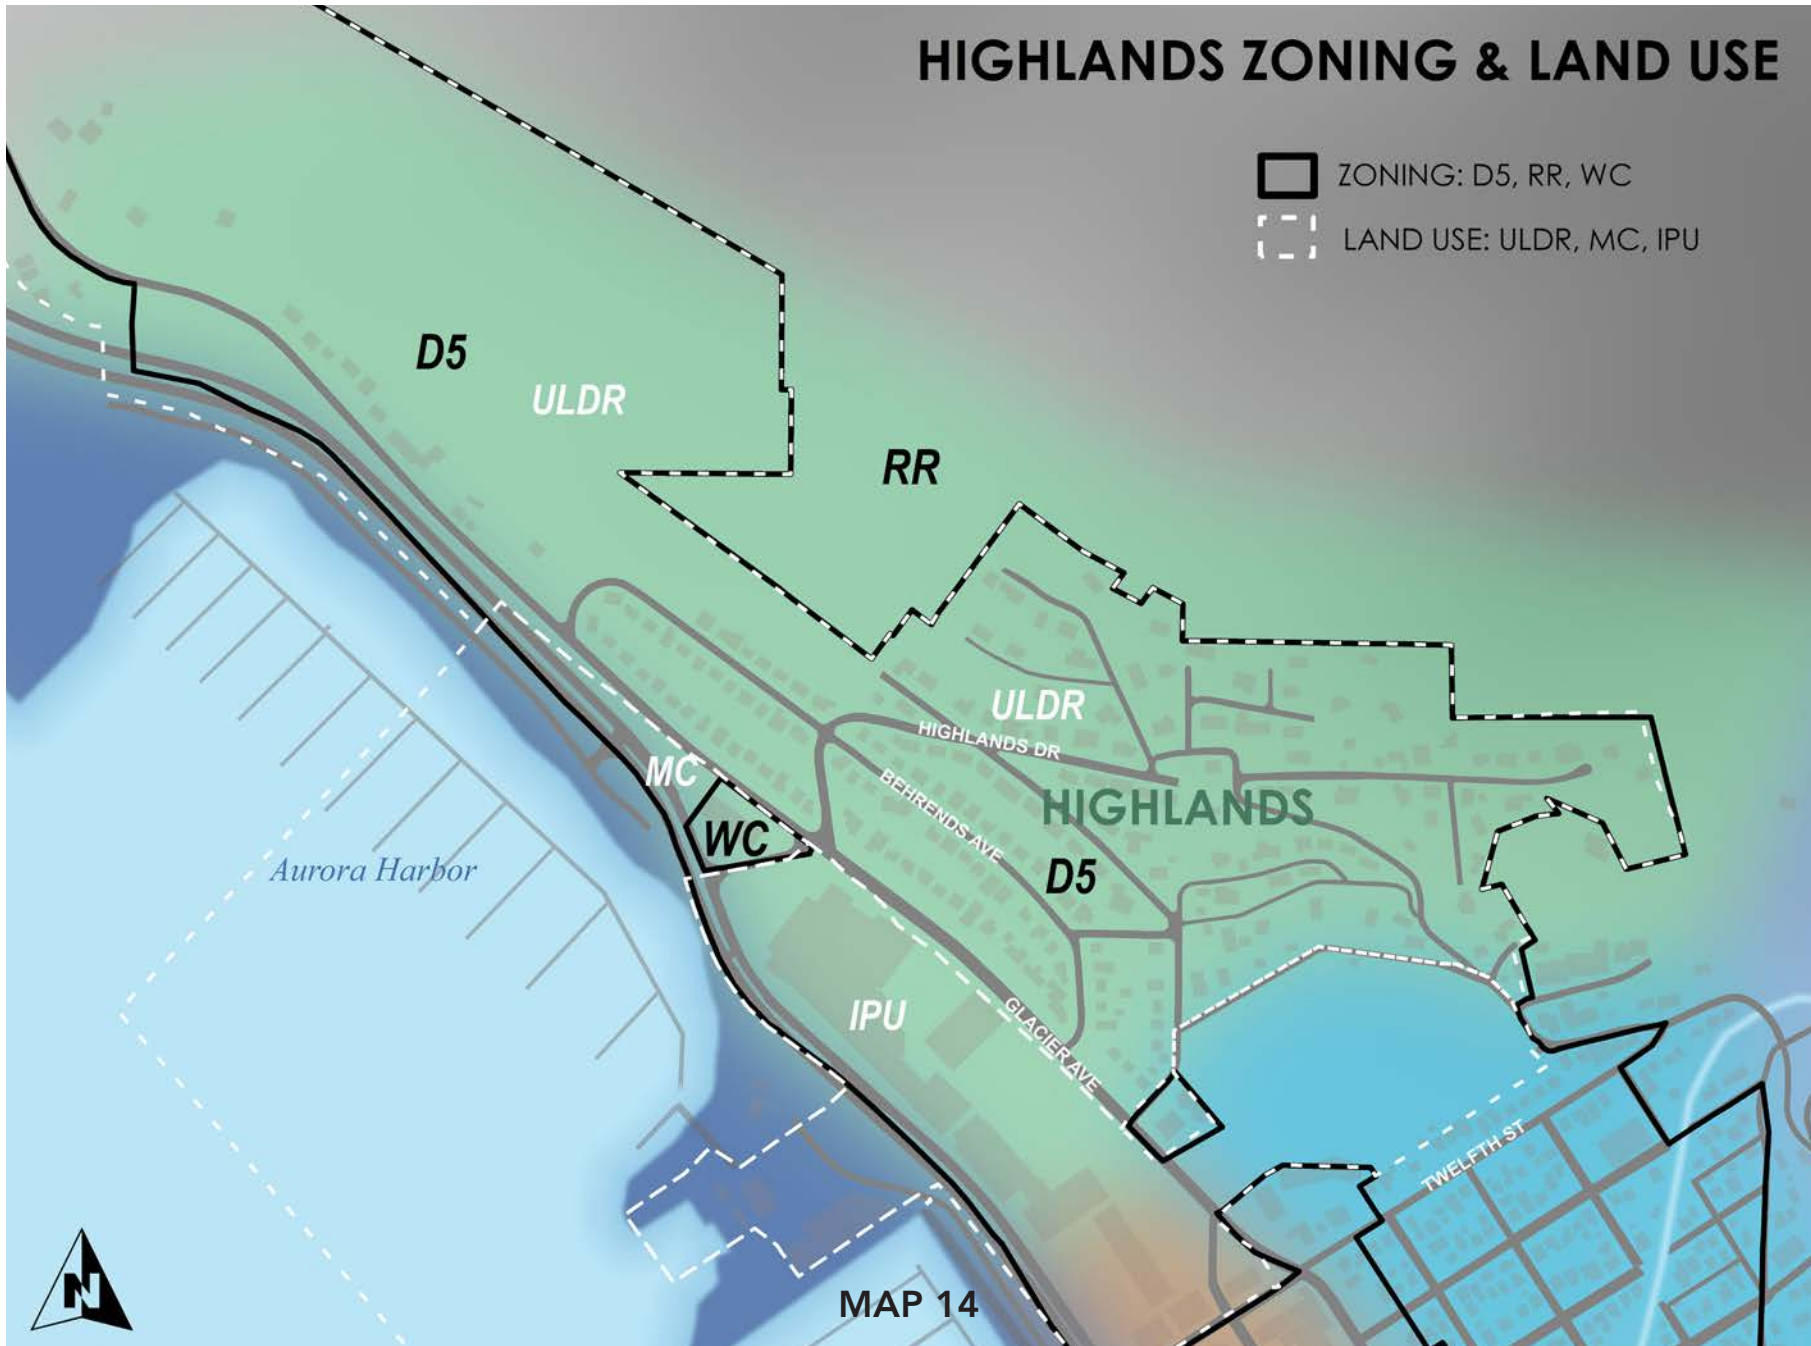 HIGHLANDS ZONING & LAND USE
ZONING: D5, RR, WC
LAND USE: ULDR, MC, IPU
D5
ULDR
RR
ULDR
HIGHLANDS DR
MC
BEHRENDS AVE
HIGHLANDS
WC
Aurora Harbor
D5
IPU
GLACIER AVE
TWELFTH ST
N
MAP 14